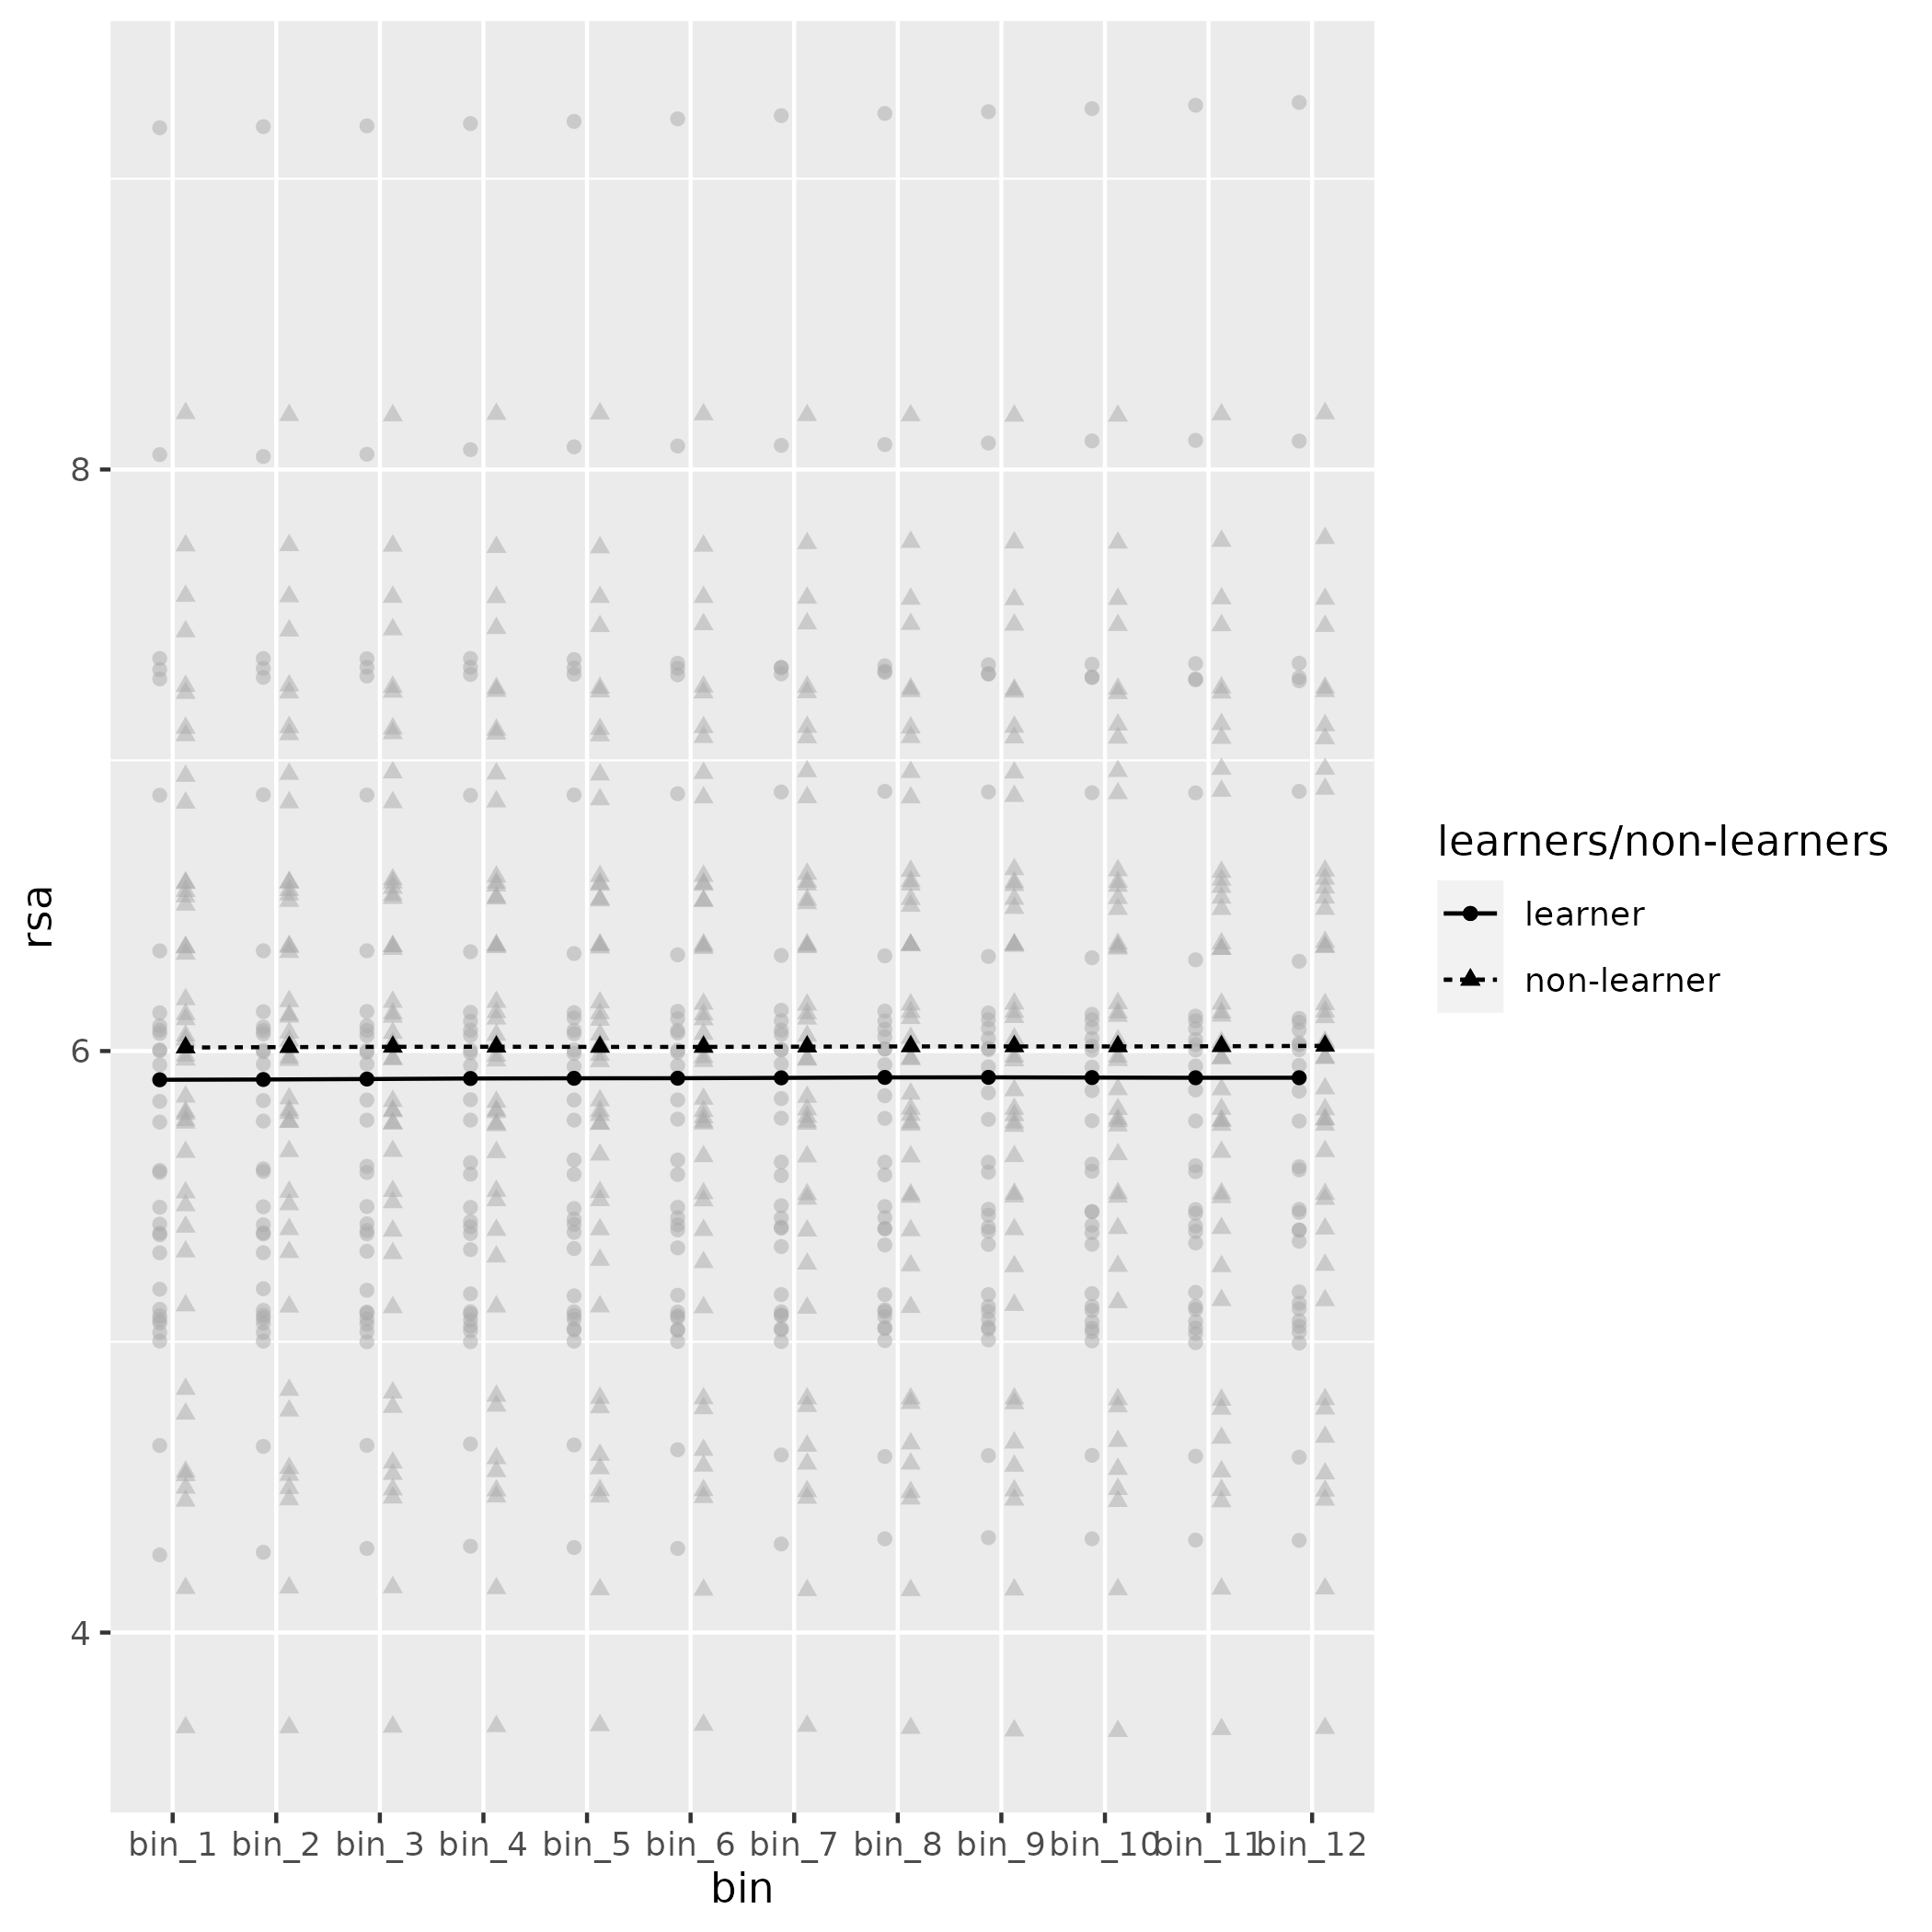 8
6
4
rsa
bin_1 bin_2 bin_3 bin_4 bin_5 bin_6 bin_7 bin_8 bin_9 bin_10 bin_11 bin_12
bin
learners/non-learners
learner
non-learner